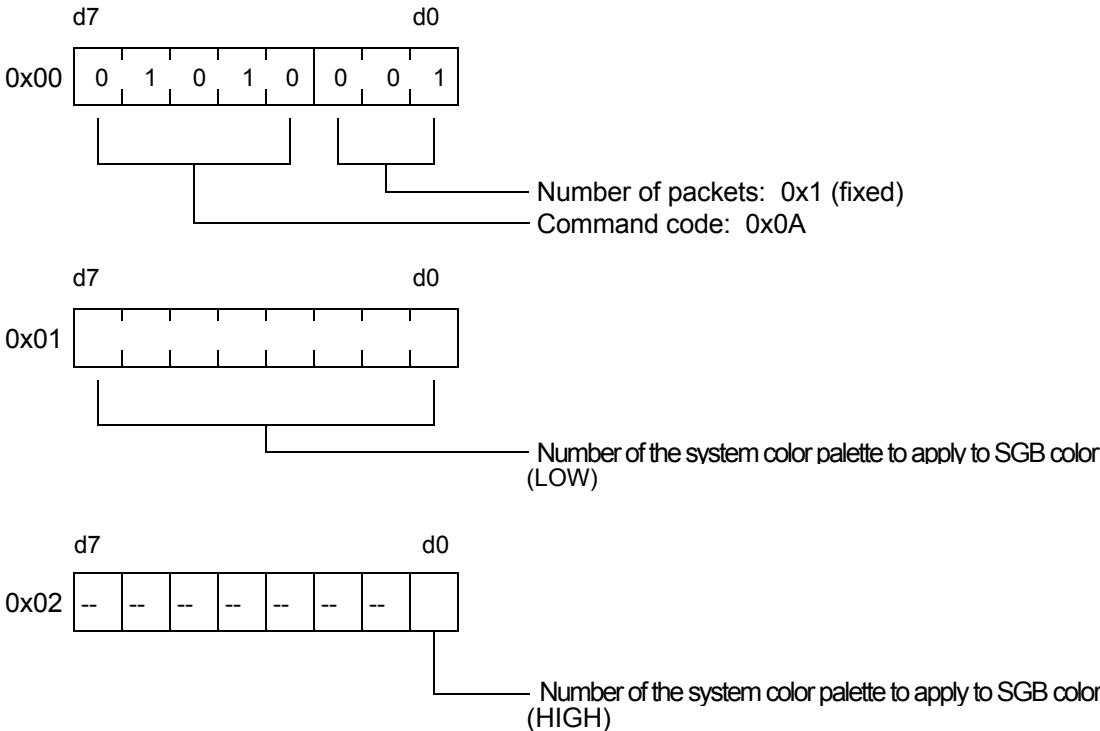 d7 d0
0x00 0 1 0 1 0 0 0 1
Number of packets: 0x1 (fixed)
Command code: 0x0A
d7 d0
0x01
Number of the system color palette to apply to SGB color
(LOW)
d7 d0
0x02 -- -- -- -- -- -- --
Number of the system color palette to apply to SGB color
(HIGH)